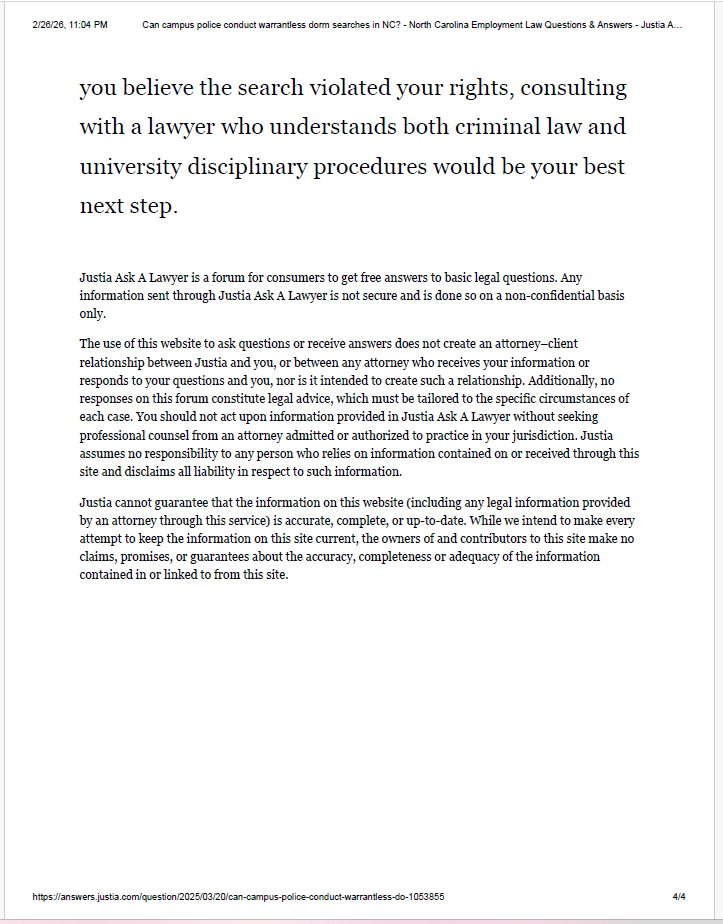 2/26/26, 11:04 PM Can campus police conduct warrantless dorm searches in NC? - North Carolina Employment Law Questions & Answers - Justia A...
you believe the search violated your rights, consulting
with a lawyer who understands both criminal law and
university disciplinary procedures would be your best
next step.
Justia Ask A Lawyer is a forum for consumers to get free answers to basic legal questions. Any
information sent through Justia Ask A Lawyer is not secure and is done so on a non-confidential basis
only.
The use of this website to ask questions or receive answers does not create an attorney–client
relationship between Justia and you, or between any attorney who receives your information or
responds to your questions and you, nor is it intended to create such a relationship. Additionally, no
responses on this forum constitute legal advice, which must be tailored to the specific circumstances of
each case. You should not act upon information provided in Justia Ask A Lawyer without seeking
professional counsel from an attorney admitted or authorized to practice in your jurisdiction. Justia
assumes no responsibility to any person who relies on information contained on or received through this
site and disclaims all liability in respect to such information.
Justia cannot guarantee that the information on this website (including any legal information provided
by an attorney through this service) is accurate, complete, or up-to-date. While we intend to make every
attempt to keep the information on this site current, the owners of and contributors to this site make no
claims, promises, or guarantees about the accuracy, completeness or adequacy of the information
contained in or linked to from this site.
https://answers.justia.com/question/2025/03/20/can-campus-police-conduct-warrantless-do-1053855 4/4